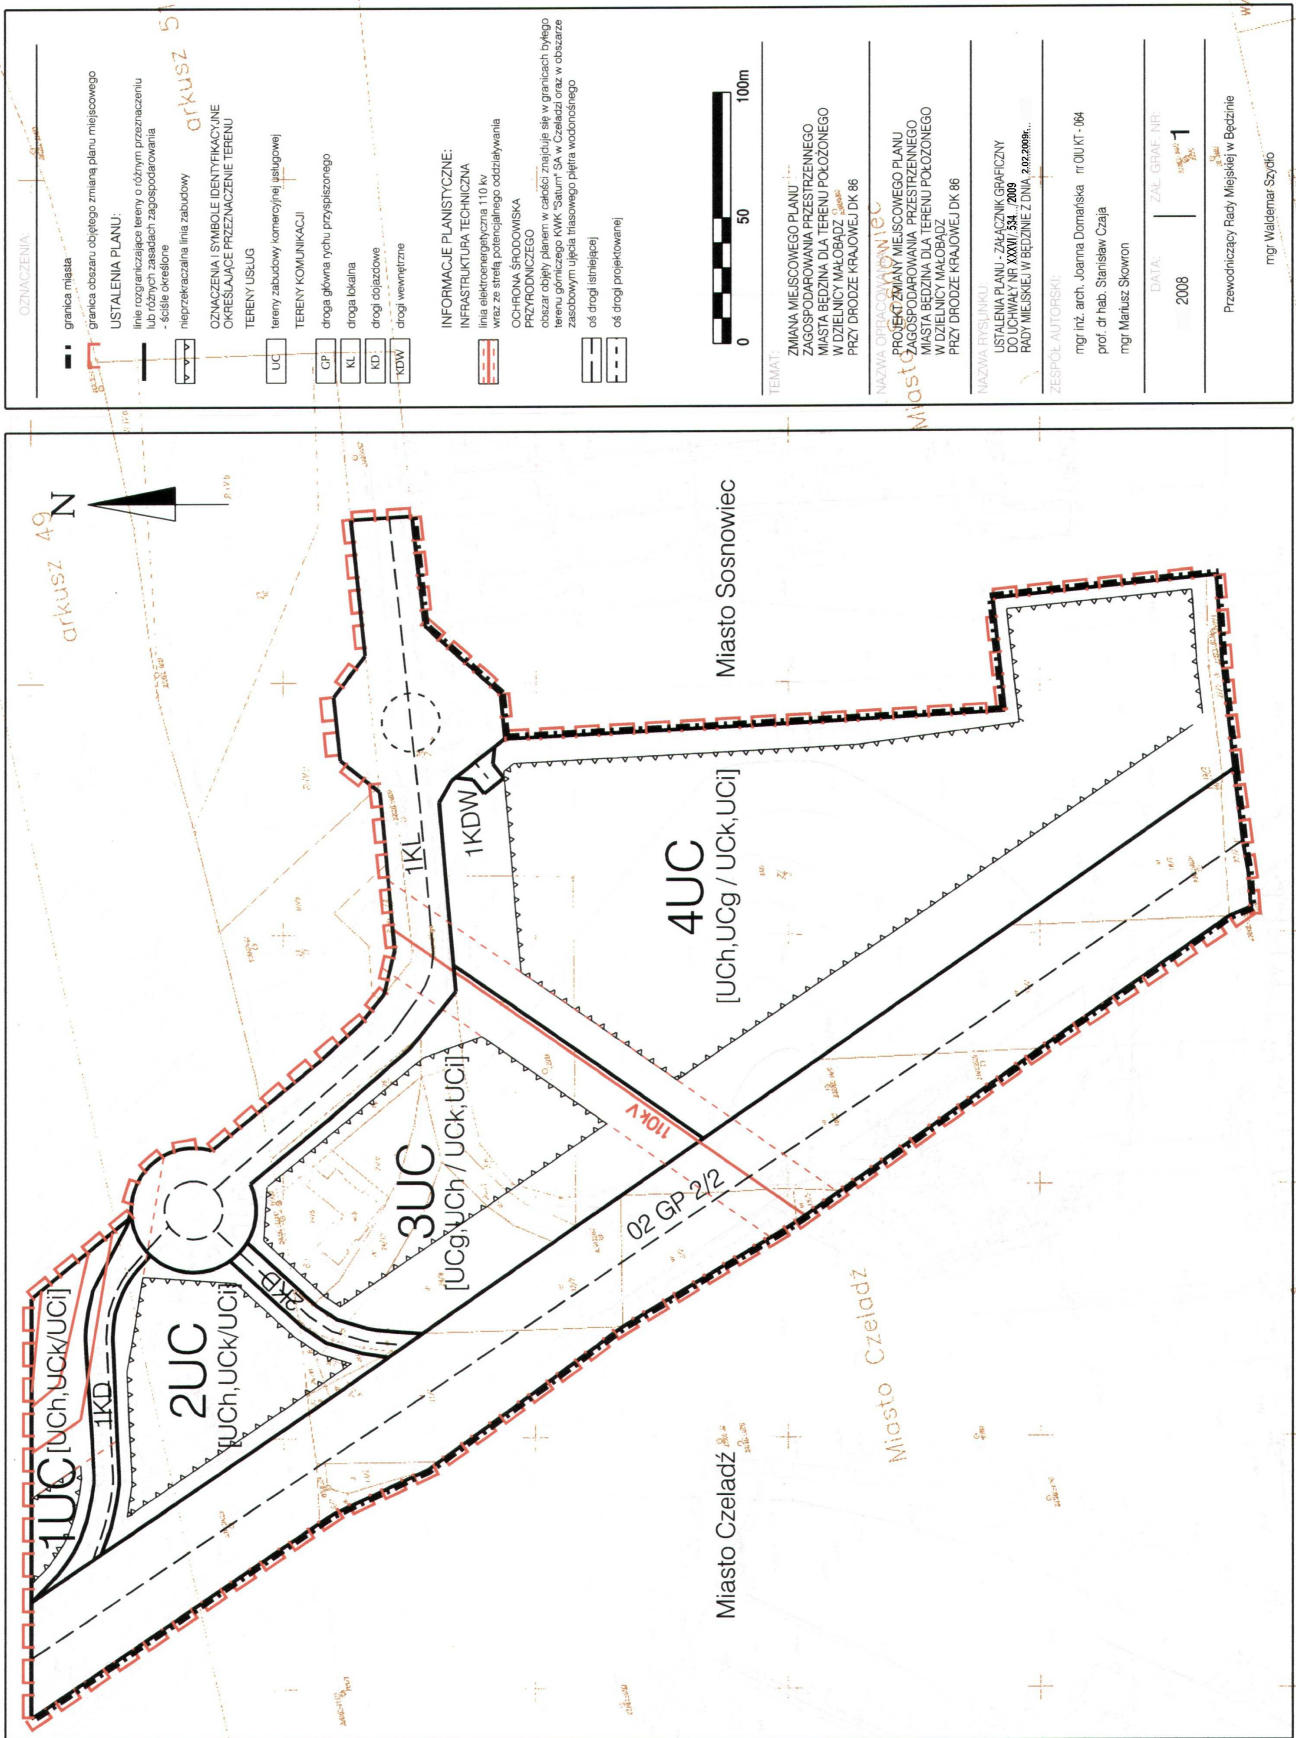 OZNACZENIA
granica miasta
granica obszaru objętego zmianą planu miejscowego
USTALENIA PLANU:
linie rozgraniczające tereny o różnym przeznaczeniu
lub różnych zasadach zagospodarowania
- ściśle określone
nieprzekraczalna linia zabudowy
OZNACZENIA I SYMBOLE IDENTYFIKACYJNE
OKREŚLAJĄCE PRZEZNACZENIE TERENU
TERENY USŁUG
UC
tereny zabudowy komercyjnej usługowej
TERENY KOMUNIKACJI
GP
droga główna ruchu przyspieszonego
KL
droga lokalna
KD
drogi dojazdowe
KDW
drogi wewnętrzne
INFORMACJE PLANISTYCZNE:
INFRASTRUKTURA TECHNICZNA
linia elektroenergetyczna 110 kv
wraz ze strefą potencjalnego oddziaływania
OCHRONA ŚRODOWISKA
PRZYRODNICZEGO
obszar objęty planem w całości znajduje się w granicach byłego
terenu górniczego KWK "Saturn" SA w Czeladzi oraz w obszarze
zasobowym ujęcia triasowego piętra wodonośnego
oś drogi istniejącej
oś drogi projektowanej
0 50 100m
TEMAT:
ZMIANA MIEJSCOWEGO PLANU
ZAGOSPODAROWANIA PRZESTRZENNEGO
MIASTA BĘDZINA DLA TERENU POŁOŻONEGO
W DZIELNICY MAŁOBĄDZ
PRZY DRODZE KRAJOWEJ DK 86
NAZWA OPRACOWANIA:
PROJEKT ZMIANY MIEJSCOWEGO PLANU
ZAGOSPODAROWANIA PRZESTRZENNEGO
MIASTA BĘDZINA DLA TERENU POŁOŻONEGO
W DZIELNICY MAŁOBĄDZ
PRZY DRODZE KRAJOWEJ DK 86
NAZWA RYSUNKU:
USTALENIA PLANU - ZAŁĄCZNIK GRAFICZNY
DO UCHWAŁY NR XXXVI/ 534 /2009
RADY MIEJSKIEJ W BĘDZINIE Z DNIA 2.02.2009r.
ZESPÓŁ AUTORSKI:
mgr inż. arch. Joanna Domańska nr OIU KT - 064
prof. dr hab. Stanisław Czaja
mgr Mariusz Skowron
DATA: ZAŁ. GRAF. NR:
2008 1
Przewodniczący Rady Miejskiej w Będzinie
mgr Waldemar Szydło
arkusz 51
Miasto Sosnowiec
arkusz 49
N
Miasto Sosnowiec
1KL
1KDW
4UC
[UCh,UCg / UCk,UCi]
3UC
[UCg,UCh / UCk,UCi]
110kV
02 GP 2/2
2KD
2UC
[UCh,UCk/UCi]
1KD
1UC [UCh,UCk/UCi]
Miasto Czeladź
Miasto Czeladź